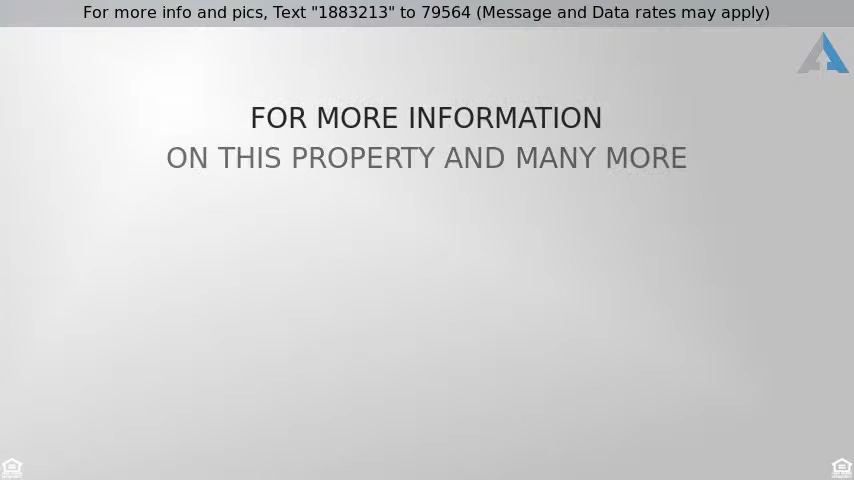 For more info and pics, Text "1883213" to 79564 (Message and Data rates may apply)
FOR MORE INFORMATION
ON THIS PROPERTY AND MANY MORE